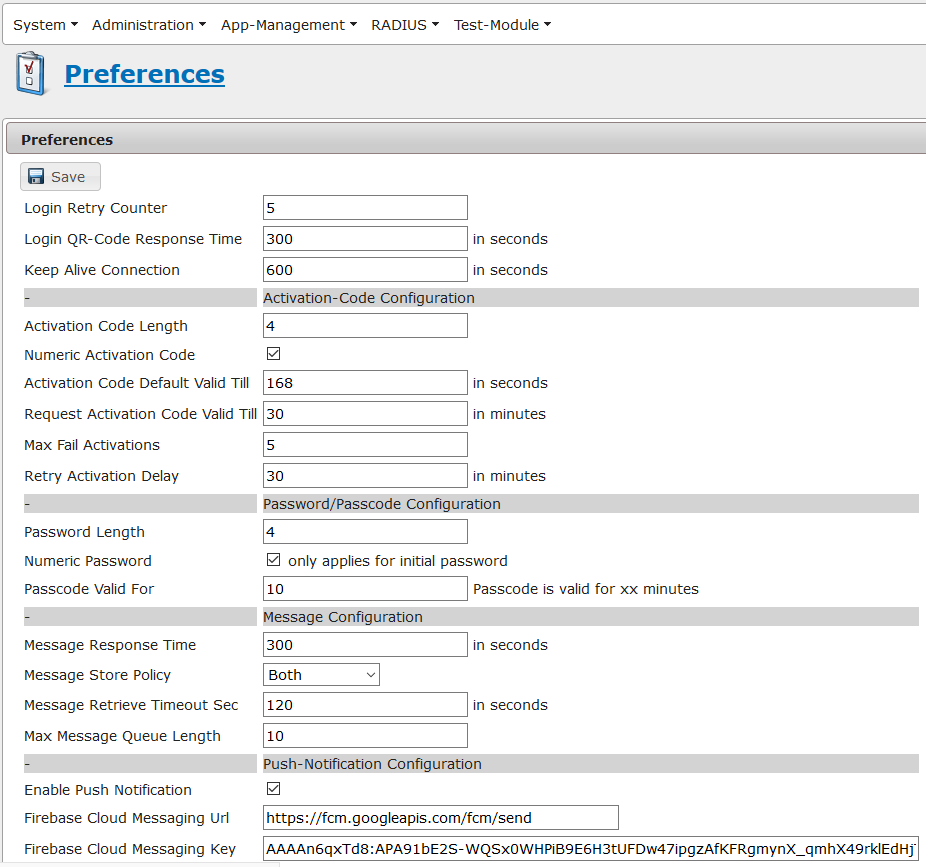 System Administration App-Management RADIUS Test-Module
Preferences
Preferences
Save
Login Retry Counter 5
Login QR-Code Response Time 300 in seconds
Keep Alive Connection 600 in seconds
- Activation-Code Configuration
Activation Code Length 4
Numeric Activation Code
Activation Code Default Valid Till 168 in seconds
Request Activation Code Valid Till 30 in minutes
Max Fail Activations 5
Retry Activation Delay 30 in minutes
- Password/Passcode Configuration
Password Length 4
Numeric Password only applies for initial password
Passcode Valid For 10 Passcode is valid for xx minutes
- Message Configuration
Message Response Time 300 in seconds
Message Store Policy Both
Message Retrieve Timeout Sec 120 in seconds
Max Message Queue Length 10
- Push-Notification Configuration
Enable Push Notification
Firebase Cloud Messaging Url https://fcm.googleapis.com/fcm/send
Firebase Cloud Messaging Key AAAAn6qxTd8:APA91bE2S-WQSx0WHPiB9E6H3tUFDw47ipgzAfKFRgmynX_qmhX49rklEdHj